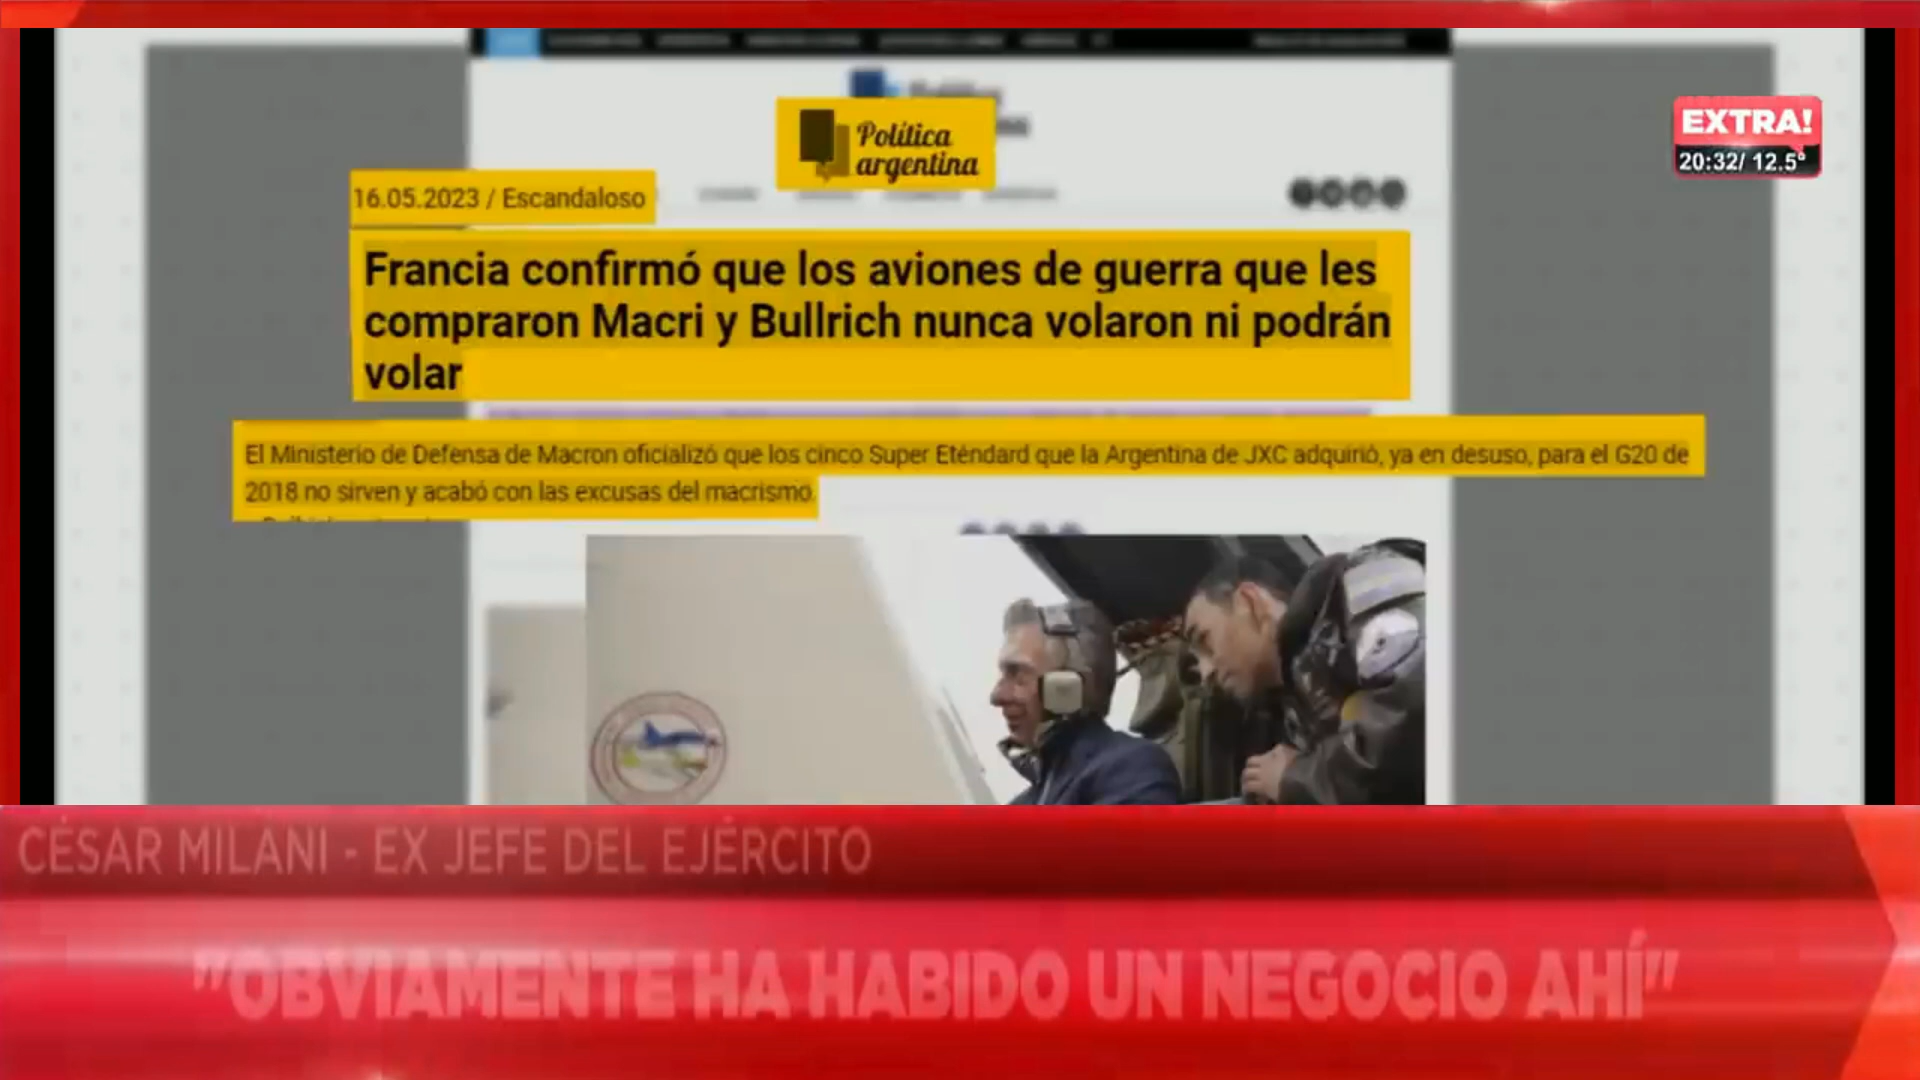 EXTRA!
20:32/ 12.5°
Política
argentina
16.05.2023 / Escandaloso
Francia confirmó que los aviones de guerra que les
compraron Macri y Bullrich nunca volaron ni podrán
volar
El Ministerio de Defensa de Macron oficializó que los cinco Super Eténdard que la Argentina de JXC adquirió, ya en desuso, para el G20 de
2018 no sirven y acabó con las excusas del macrismo.
CÉSAR MILANI - EX JEFE DEL EJÉRCITO
"OBVIAMENTE HA HABIDO UN NEGOCIO AHÍ"